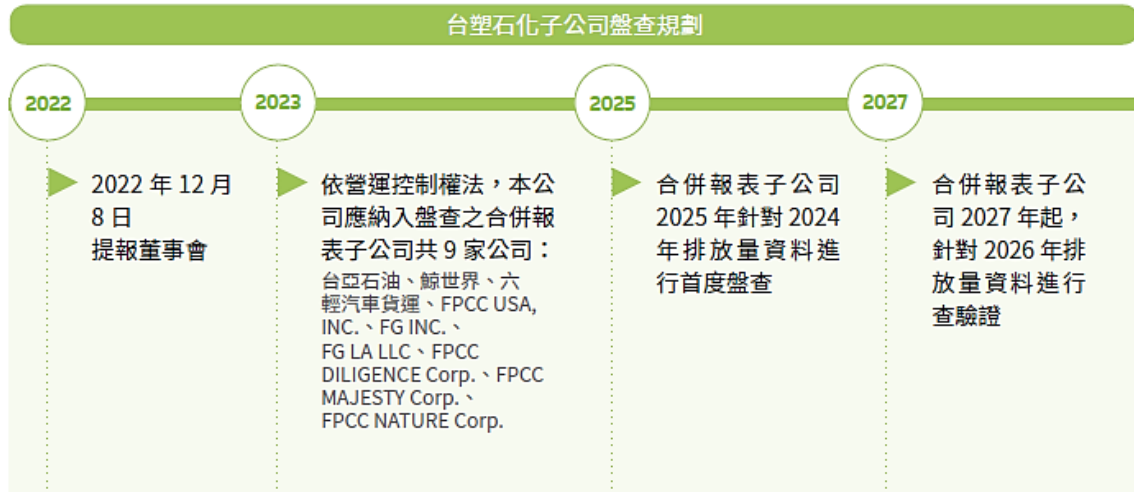 台塑石化子公司盤查規劃
2022
2023
2025
2027
2022 年 12 月
8 日
提報董事會
依營運控制權法，本公
司應納入盤查之合併報
表子公司共 9 家公司：
台亞石油、鯨世界、六
輕汽車貨運、FPCC USA,
INC.、FG INC.、
FG LA LLC、FPCC
DILIGENCE Corp.、FPCC
MAJESTY Corp.、
FPCC NATURE Corp.
合併報表子公司
2025 年針對 2024
年排放量資料進
行首度盤查
合併報表子公
司 2027 年起，
針對 2026 年排
放量資料進行
查驗證